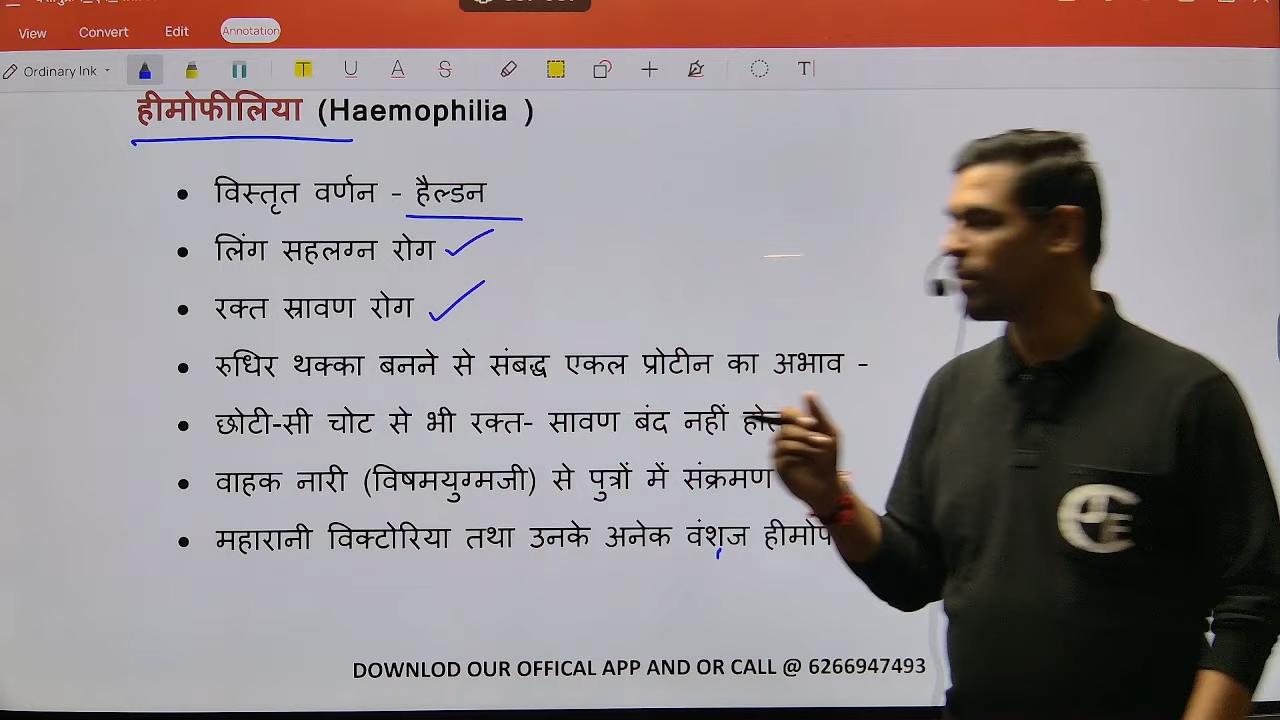 View Convert Edit Annotation
Ordinary Ink T
हीमोफीलिया (Haemophilia )
• विस्तृत वर्णन - हैल्डन
• लिंग सहलग्न रोग
• रक्त स्रावण रोग
• रुधिर थक्का बनने से संबद्ध एकल प्रोटीन का अभाव -
• छोटी-सी चोट से भी रक्त- सावण बंद नहीं
• वाहक नारी (विषमयुग्मजी) से पुत्रों में संक्रमण
• महारानी विक्टोरिया तथा उनके अनेक वंशज
DOWNLOD OUR OFFICAL APP AND OR CALL @ 6266947493